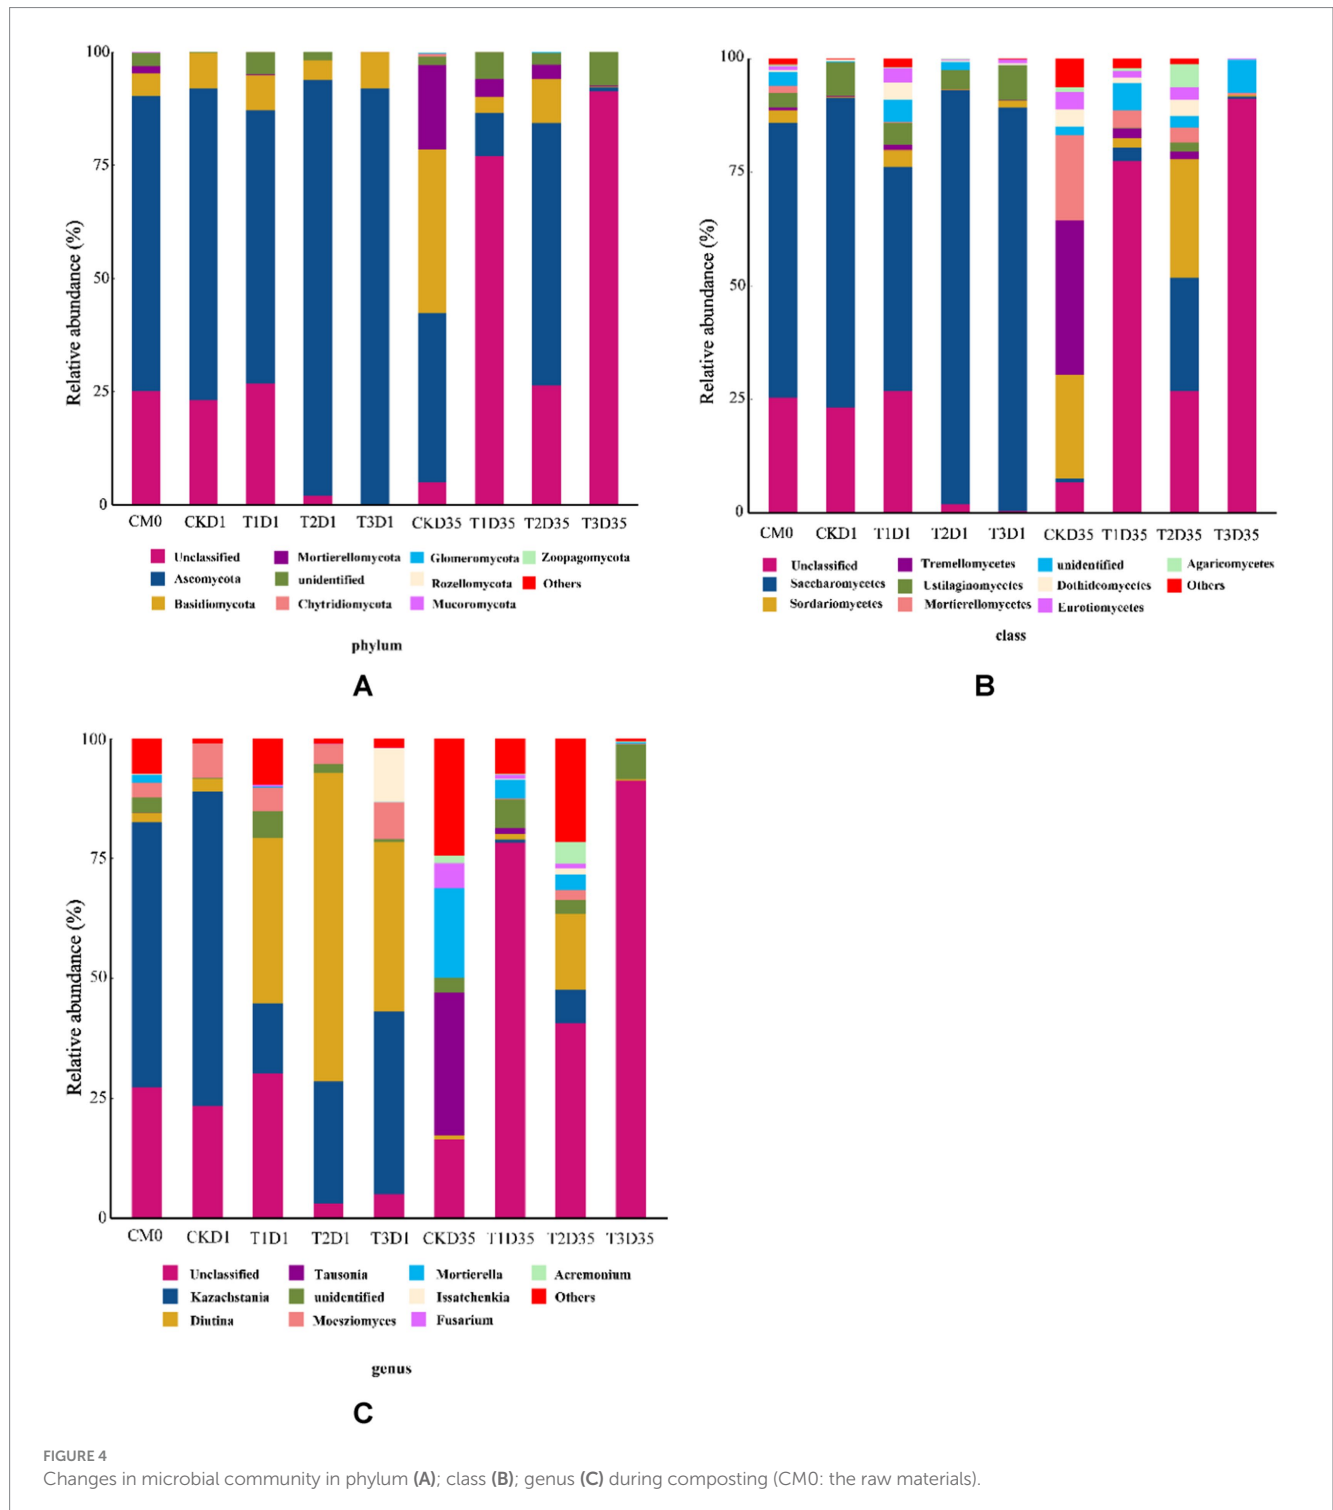 100
75
50
25
0
Relative abundance (%)
CM0 CKD1 T1D1 T2D1 T3D1 CKD35 T1D35 T2D35 T3D35
Unclassified Mortierellomycota Glomeromycota Zoopagomycota
Ascomycota unidentified Rozellomycota Others
Basidiomycota Chytridiomycota Mucoromycota
phylum
A
100
75
50
25
0
Relative abundance (%)
CM0 CKD1 T1D1 T2D1 T3D1 CKD35 T1D35 T2D35 T3D35
Unclassified Tremellomycetes unidentified Agaricomycetes
Saccharomycetes Ustilaginomycetes Dothideomycetes Others
Sordariomycetes Mortierellomycetes Eurotiomycetes
class
B
100
75
50
25
0
Relative abundance (%)
CM0 CKD1 T1D1 T2D1 T3D1 CKD35 T1D35 T2D35 T3D35
Unclassified Tausonia Mortierella Acremonium
Kazachstania unidentified Issatchenkia Others
Diutina Moesziomyces Fusarium
genus
C
FIGURE 4
Changes in microbial community in phylum (A); class (B); genus (C) during composting (CM0: the raw materials).